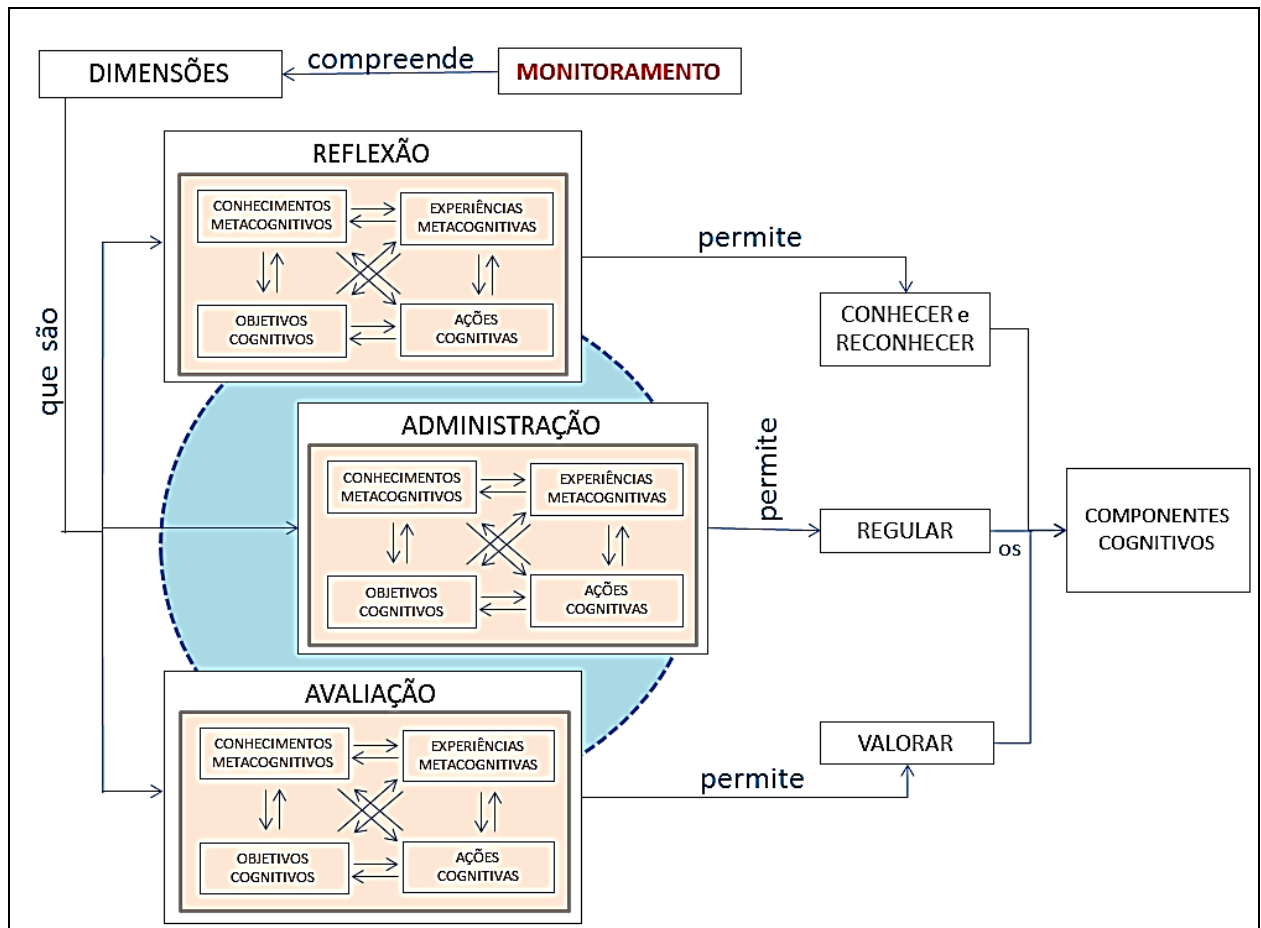 DIMENSÕES
compreende
MONITORAMENTO
que são
REFLEXÃO
CONHECIMENTOS
METACOGNITIVOS
EXPERIÊNCIAS
METACOGNITIVAS
OBJETIVOS
COGNITIVOS
AÇÕES
COGNITIVAS
permite
CONHECER e
RECONHECER
ADMINISTRAÇÃO
CONHECIMENTOS
METACOGNITIVOS
EXPERIÊNCIAS
METACOGNITIVAS
OBJETIVOS
COGNITIVOS
AÇÕES
COGNITIVAS
permite
REGULAR
os
COMPONENTES
COGNITIVOS
AVALIAÇÃO
CONHECIMENTOS
METACOGNITIVOS
EXPERIÊNCIAS
METACOGNITIVAS
OBJETIVOS
COGNITIVOS
AÇÕES
COGNITIVAS
permite
VALORAR